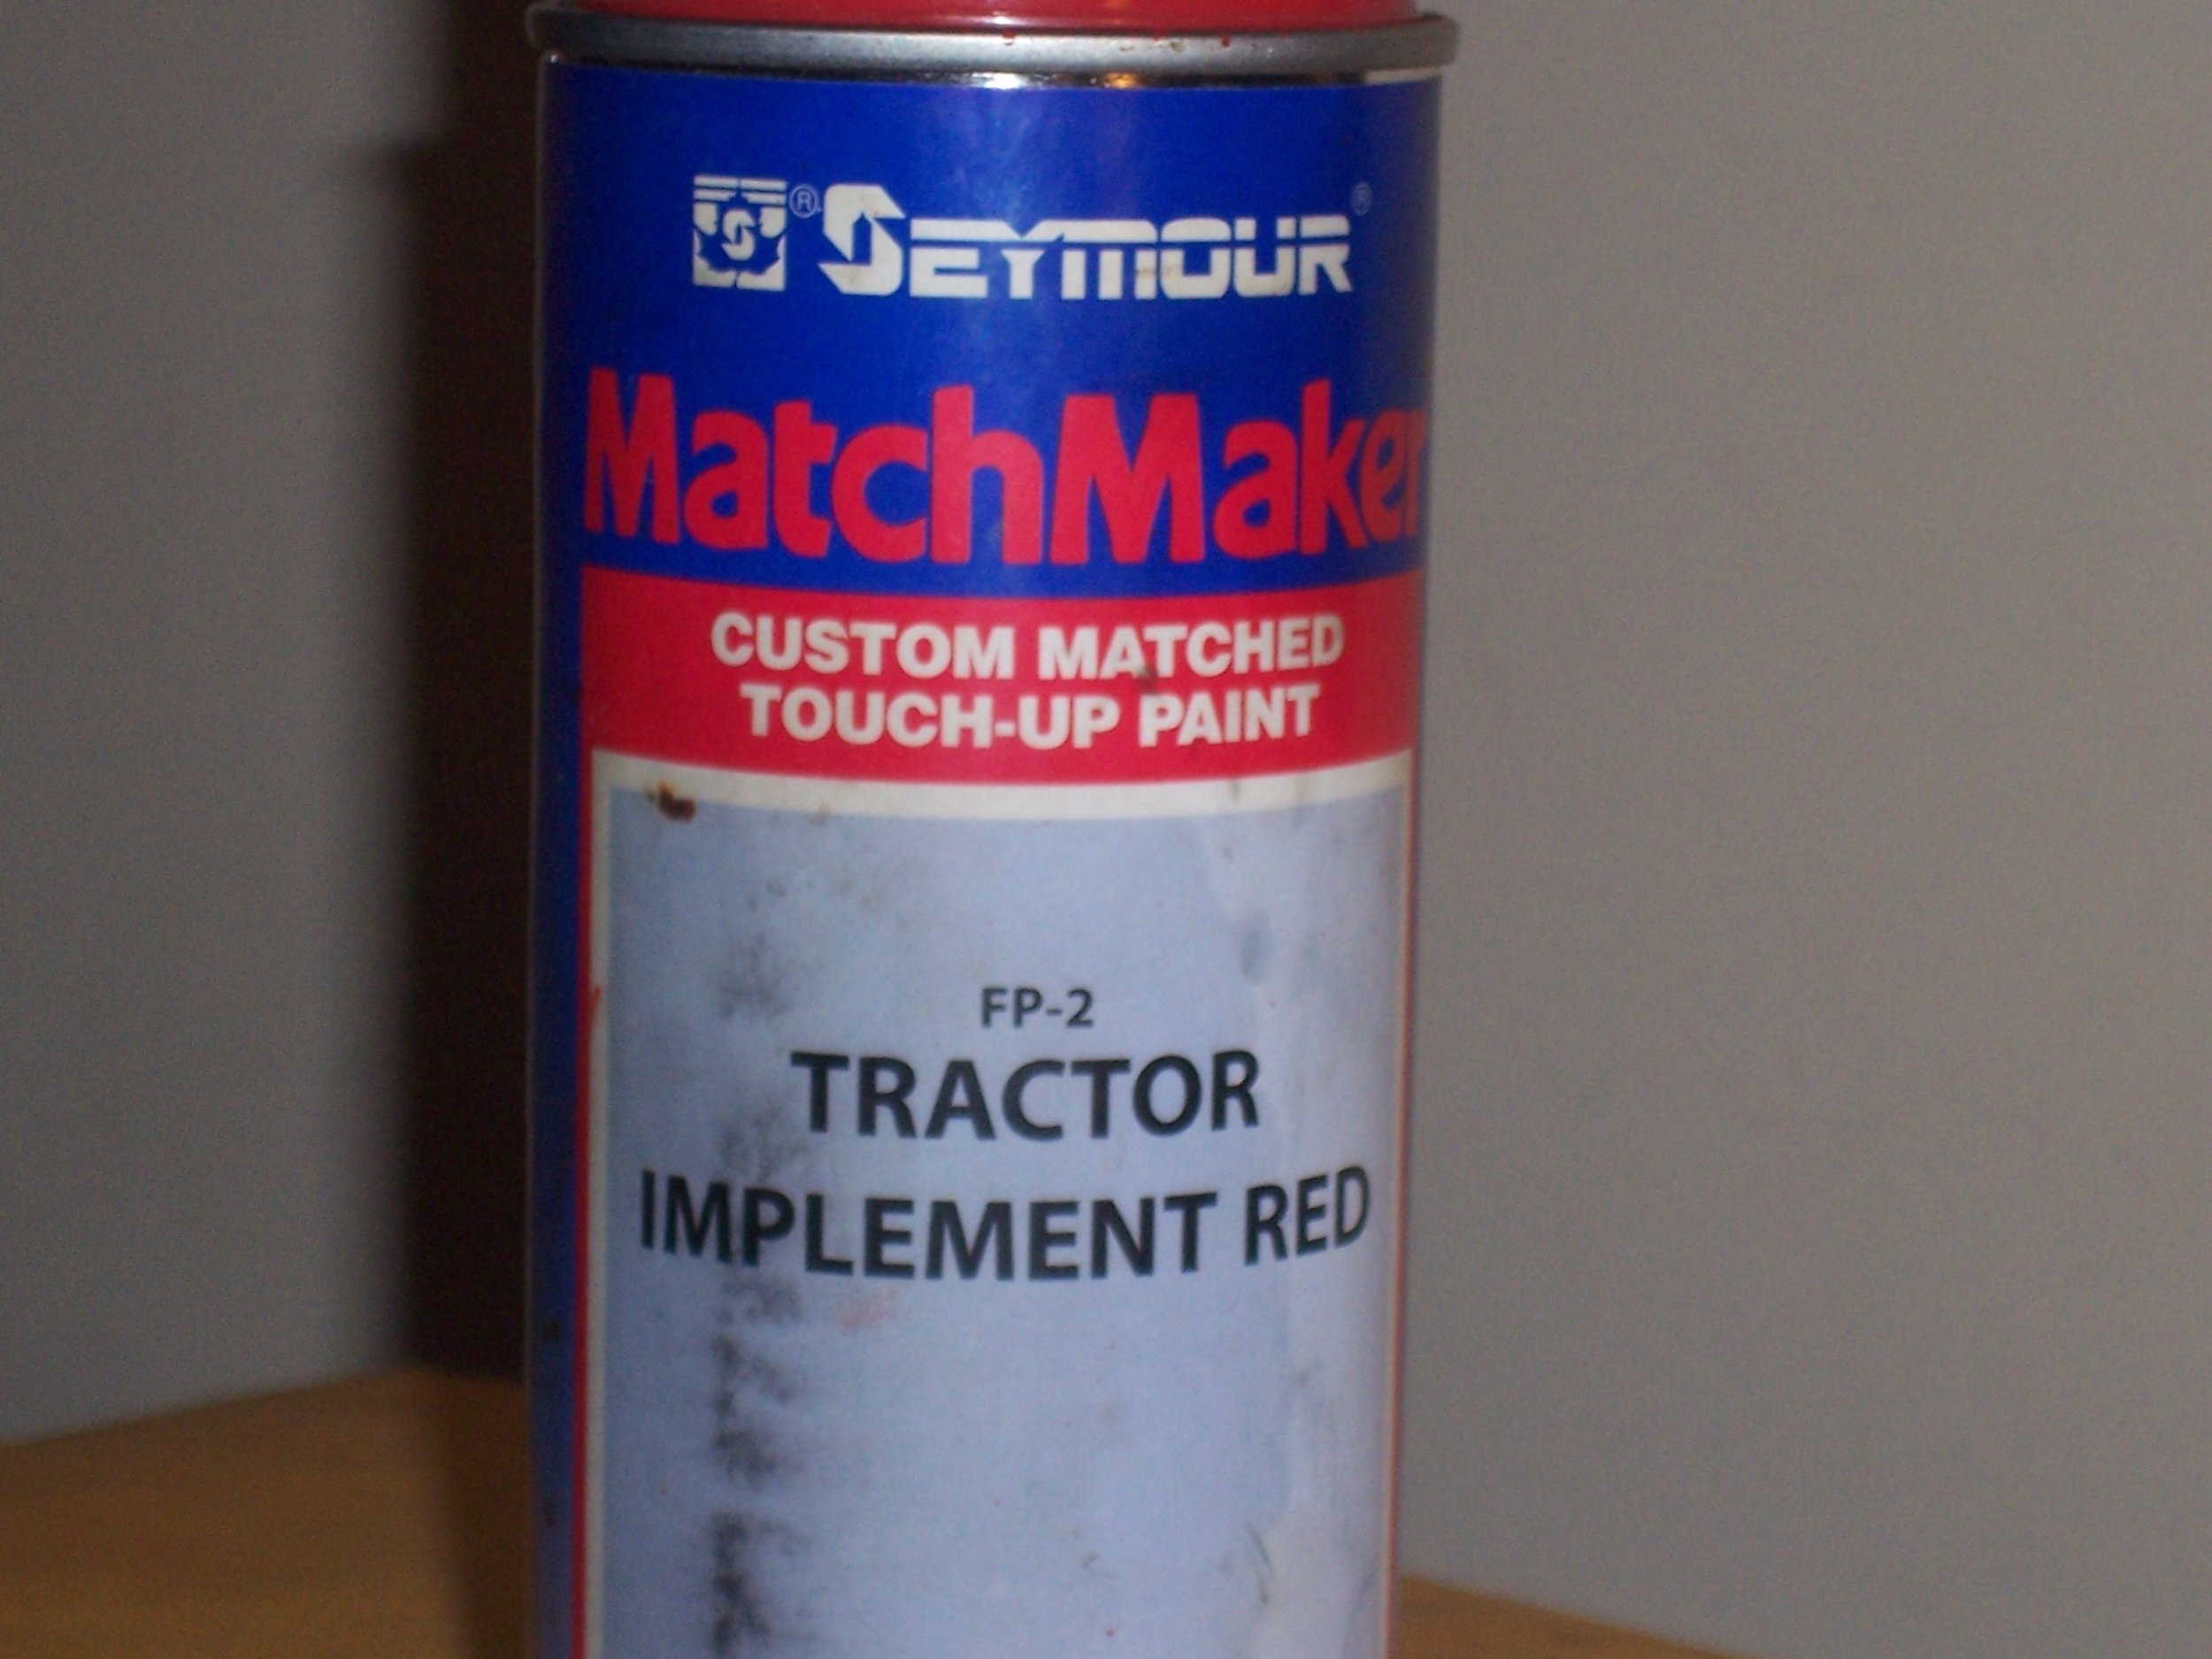 ® SEYMOUR®
MatchMaker
CUSTOM MATCHED
TOUCH-UP PAINT
FP-2
TRACTOR
IMPLEMENT RED